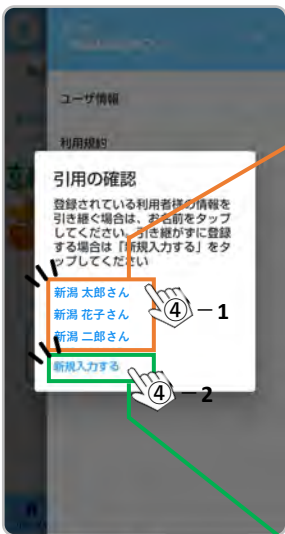 ユーザ情報
利用規約
引用の確認
登録されている利用者様の情報を
引き継ぐ場合は、お名前をタップ
してください。引き継がずに登録
する場合は「新規入力する」をタ
ップしてください
新潟 太郎さん
新潟 花子さん
④－1
新潟 二郎さん
新規入力する
④－2